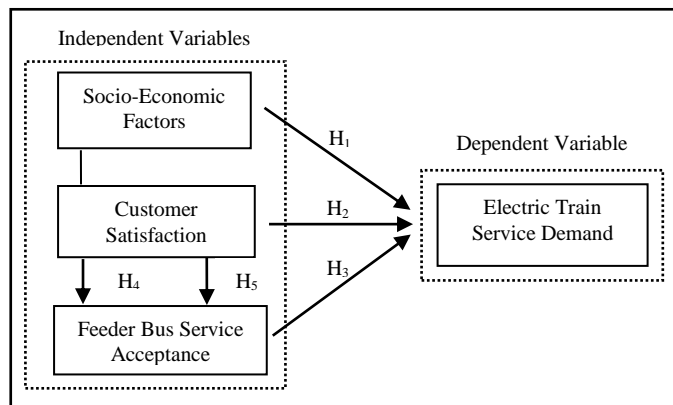 Independent Variables
Socio-Economic
Factors
H1
Dependent Variable
Customer
Satisfaction
H2
Electric Train
Service Demand
H3
H4
H5
Feeder Bus Service
Acceptance